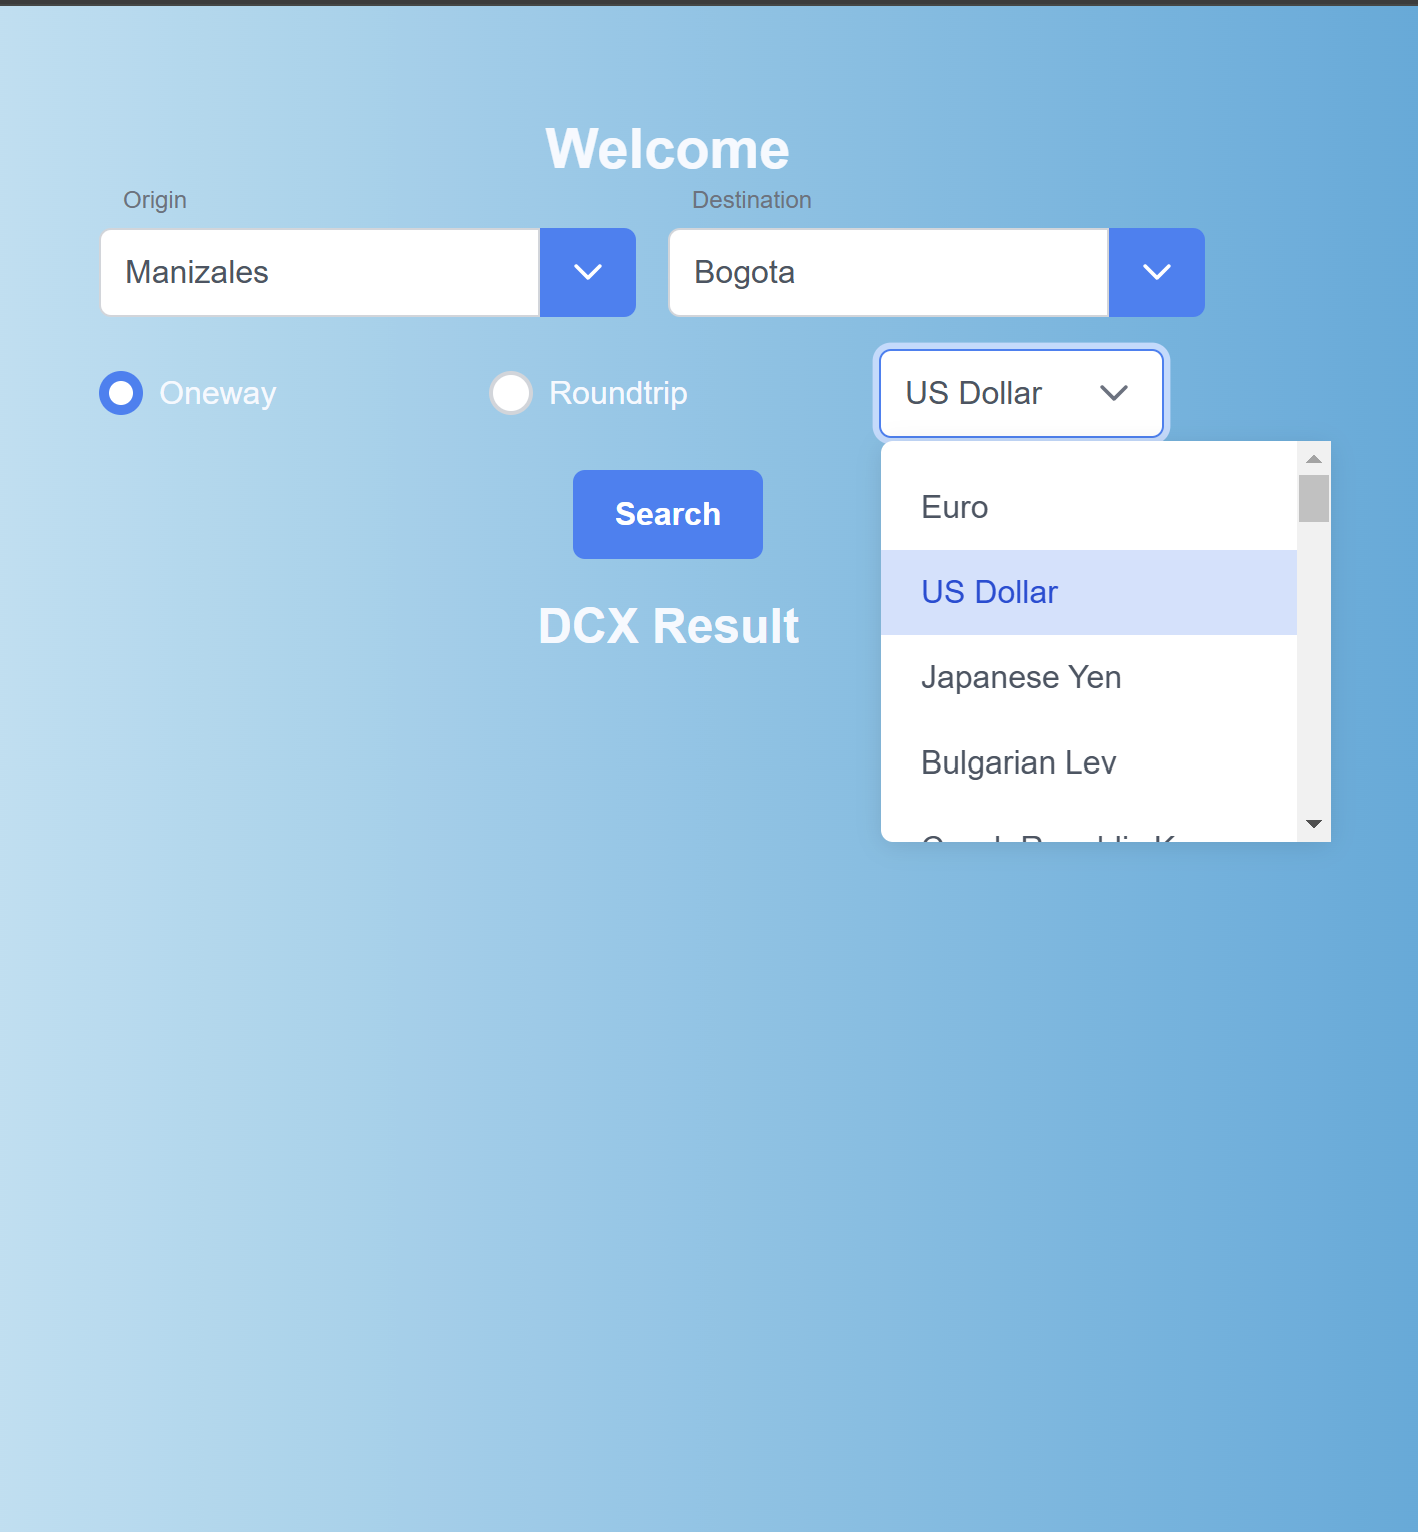 Welcome
Origin
Destination
Manizales
Bogota
Oneway
Roundtrip
US Dollar
Search
DCX Result
Euro
US Dollar
Japanese Yen
Bulgarian Lev